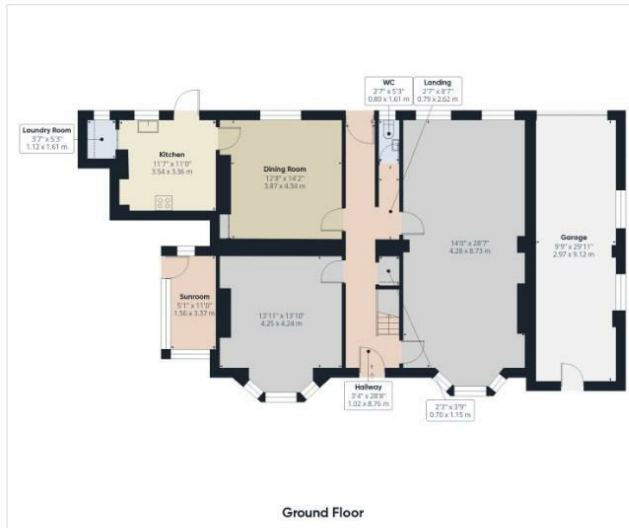 WC
2'7" x 5'3"
0.80 x 1.61 m
Landing
2'7" x 8'7"
0.79 x 2.62 m
Laundry Room
3'7" x 5'3"
1.12 x 1.61 m
Kitchen
11'7" x 11'0"
3.54 x 3.36 m
Dining Room
12'8" x 14'2"
3.87 x 4.34 m
14'0" x 28'7"
4.28 x 8.73 m
Garage
9'9" x 29'11"
2.97 x 9.12 m
Sunroom
5'1" x 11'0"
1.56 x 3.37 m
13'11" x 13'10"
4.25 x 4.24 m
Hallway
3'4" x 28'8"
1.02 x 8.76 m
2'3" x 3'9"
0.70 x 1.15 m
Ground Floor